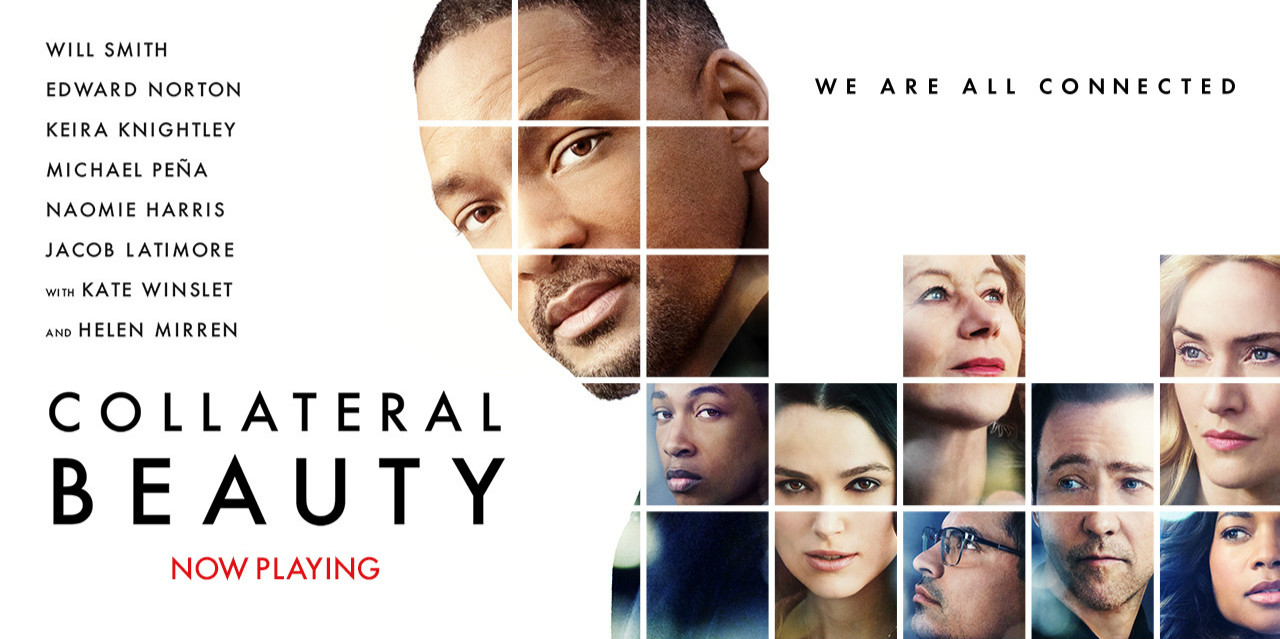 WILL SMITH
EDWARD NORTON
KEIRA KNIGHTLEY
MICHAEL PEÑA
NAOMIE HARRIS
JACOB LATIMORE
WITH KATE WINSLET
AND HELEN MIRREN
COLLATERAL
BEAUTY
NOW PLAYING
WE ARE ALL CONNECTED